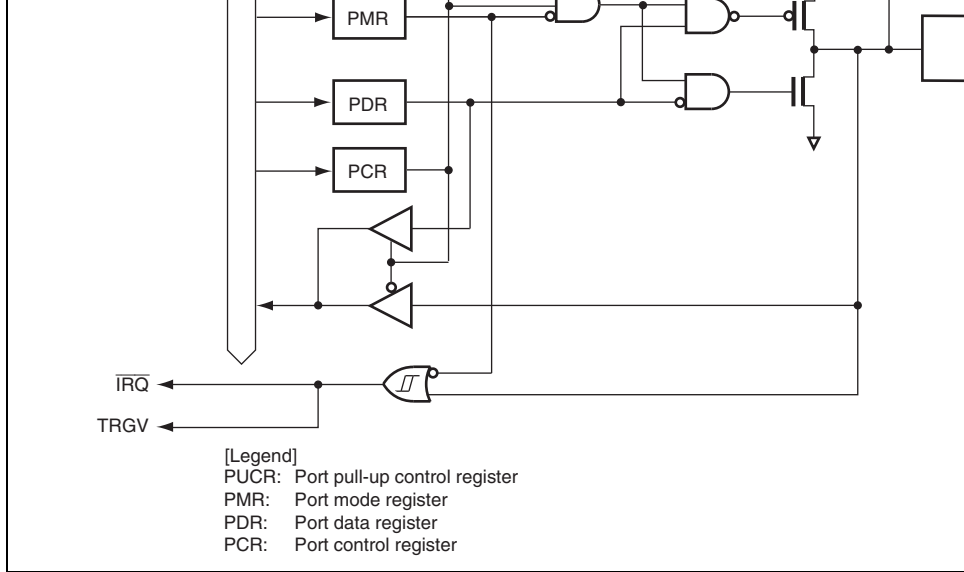 PMR
PDR
PCR
IRQ
TRGV
[Legend]
PUCR: Port pull-up control register
PMR: Port mode register
PDR: Port data register
PCR: Port control register